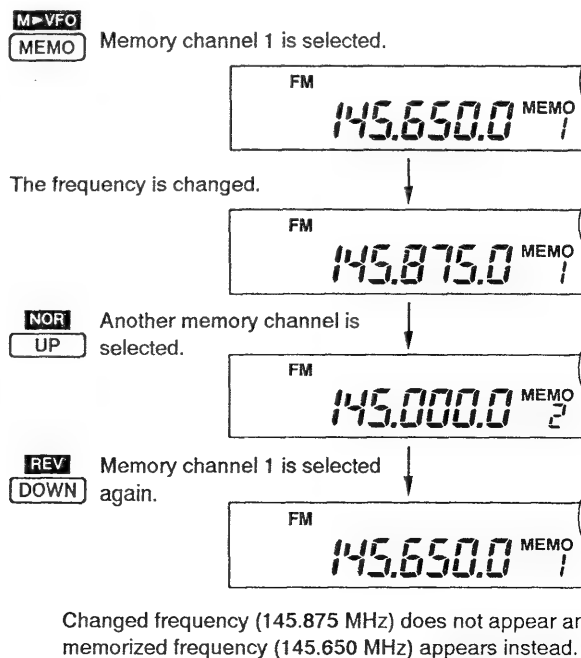 M►VFO
MEMO Memory channel 1 is selected.
FM
145.650.0 MEMO 1
The frequency is changed.
FM
145.875.0 MEMO 1
NOR Another memory channel is
UP selected.
FM
145.000.0 MEMO 2
REV Memory channel 1 is selected
DOWN again.
FM
145.650.0 MEMO 1
Changed frequency (145.875 MHz) does not appear
memorized frequency (145.650 MHz) appears instead.